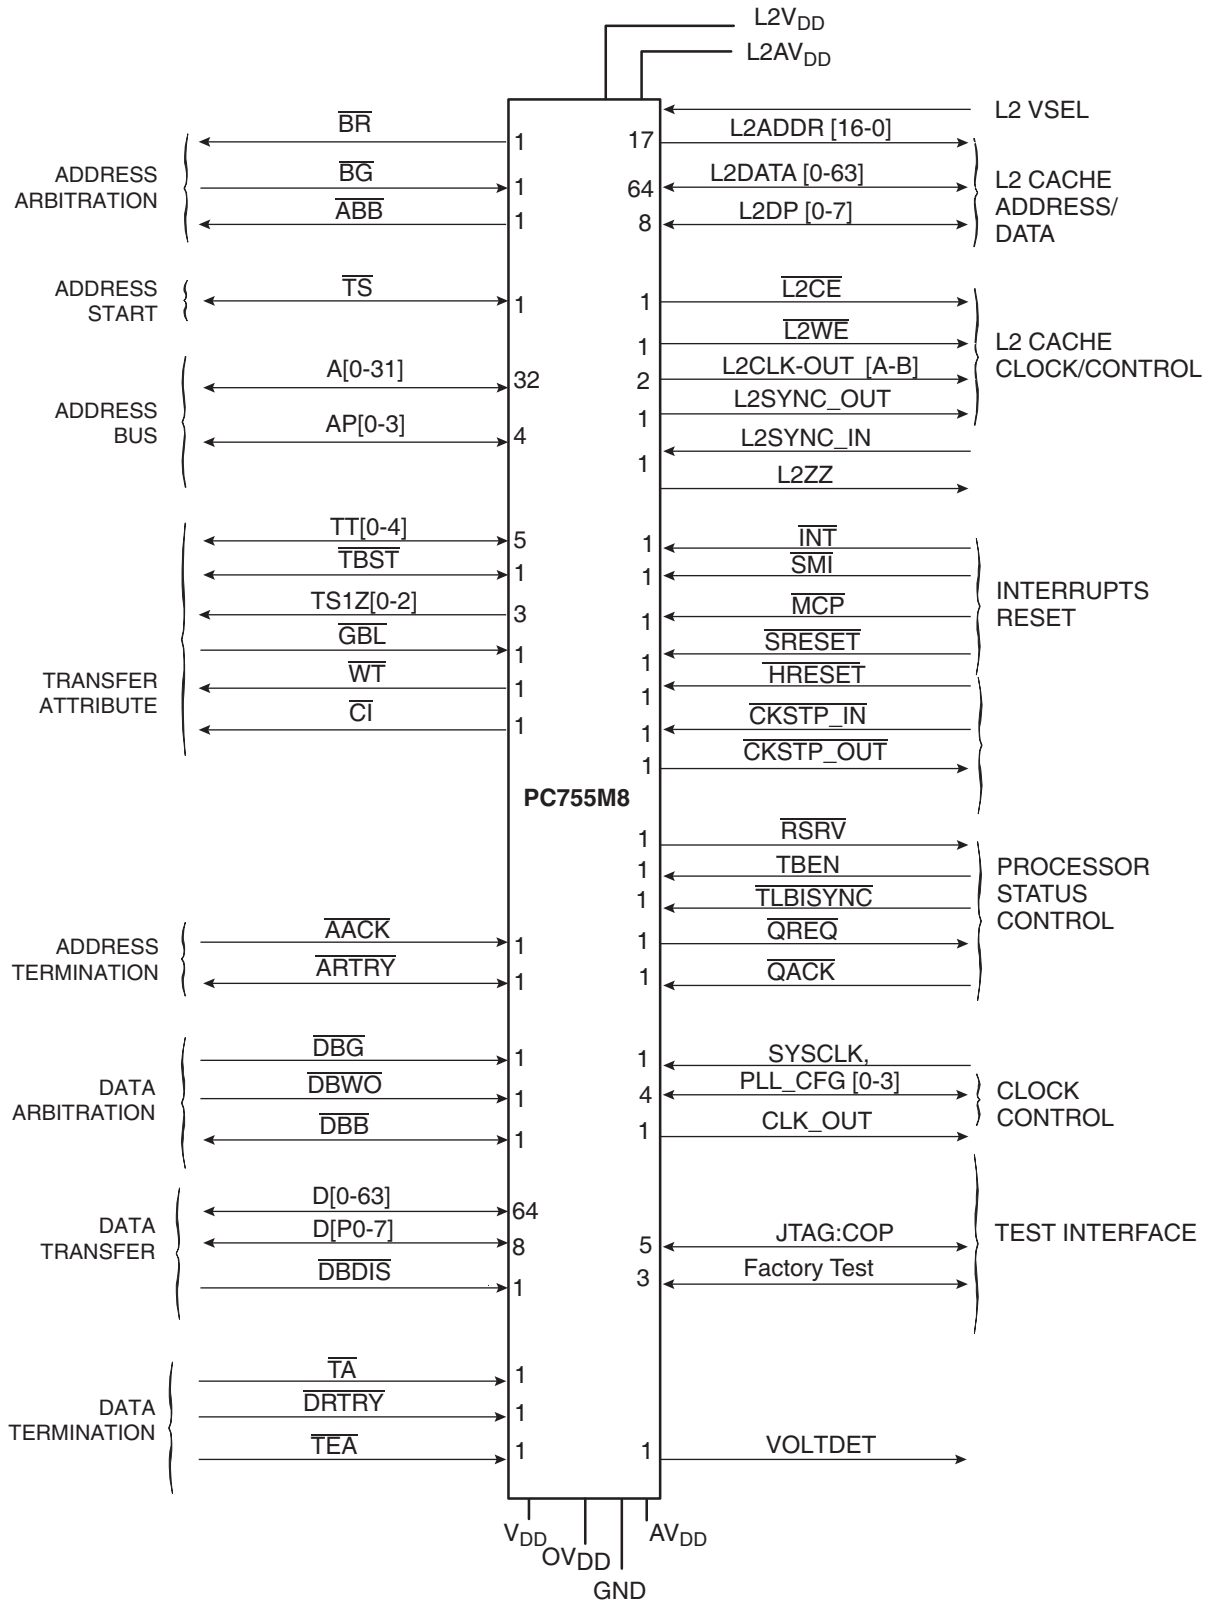 L2VDD
L2AVDD
L2 VSEL
ADDRESS
ARBITRATION
BR 1
BG 1
ABB 1
17 L2ADDR [16-0]
64 L2DATA [0-63]
8 L2DP [0-7]
L2 CACHE
ADDRESS/
DATA
ADDRESS
START
TS 1
1 L2CE
1 L2WE
2 L2CLK-OUT [A-B]
1 L2SYNC_OUT
L2 CACHE
CLOCK/CONTROL
1 L2SYNC_IN
L2ZZ
ADDRESS
BUS
A[0-31] 32
AP[0-3] 4
TRANSFER
ATTRIBUTE
TT[0-4] 5
TBST 1
TS1Z[0-2] 3
GBL 1
WT 1
CI 1
1 INT
1 SMI
1 MCP
1 SRESET
1 HRESET
1 CKSTP_IN
1 CKSTP_OUT
INTERRUPTS
RESET
PC755M8
1 RSRV
1 TBEN
1 TLBISYNC
1 QREQ
1 QACK
PROCESSOR
STATUS
CONTROL
ADDRESS
TERMINATION
AACK 1
ARTRY 1
DATA
ARBITRATION
DBG 1
DBWO 1
DBB 1
1 SYSCLK,
4 PLL_CFG [0-3]
1 CLK_OUT
CLOCK
CONTROL
DATA
TRANSFER
D[0-63] 64
D[P0-7] 8
DBDIS 1
5 JTAG:COP
3 Factory Test
TEST INTERFACE
DATA
TERMINATION
TA 1
DRTRY 1
TEA 1
1 VOLTDET
VDD
OVDD
GND
AVDD